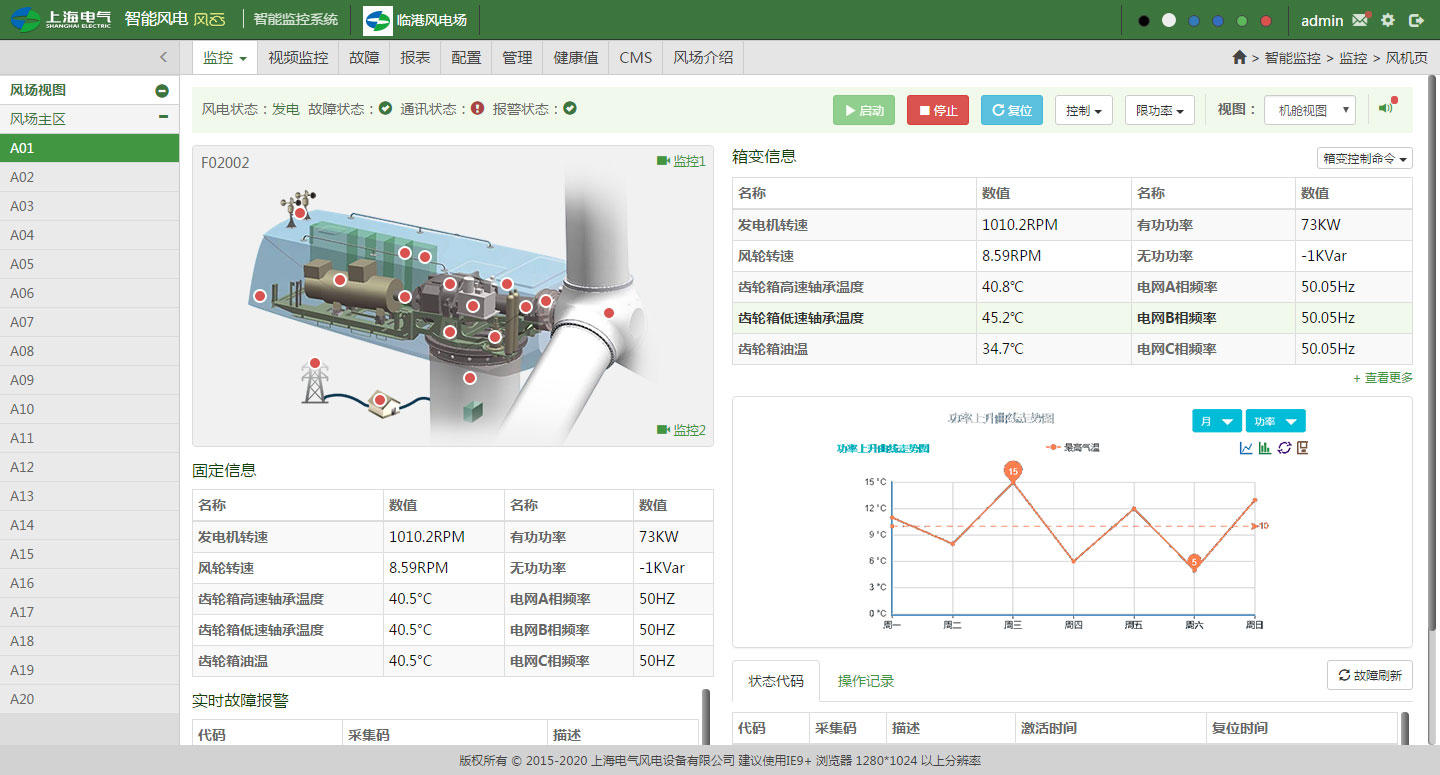 上海电气 智能风电 风云 智能监控系统 临港风电场 admin
SHANGHAI ELECTRIC
监控 视频监控 故障 报表 配置 管理 健康值 CMS 风场介绍 > 智能监控 > 监控 > 风机页
风场视图
风场主区
A01
A02
A03
A04
A05
A06
A07
A08
A09
A10
A11
A12
A13
A14
A15
A16
A17
A18
A19
A20
风电状态：发电 故障状态： 通讯状态： 报警状态： 启动 停止 复位 控制 限功率 视图： 机舱视图
F02002 监控1
监控2
固定信息
名称 数值 名称 数值
发电机转速 1010.2RPM 有功功率 73KW
风轮转速 8.59RPM 无功功率 -1KVar
齿轮箱高速轴承温度 40.5°C 电网A相频率 50HZ
齿轮箱低速轴承温度 40.5°C 电网B相频率 50HZ
齿轮箱油温 40.5°C 电网C相频率 50HZ
实时故障报警
代码 采集码 描述
箱变信息 箱变控制命令
名称 数值 名称 数值
发电机转速 1010.2RPM 有功功率 73KW
风轮转速 8.59RPM 无功功率 -1KVar
齿轮箱高速轴承温度 40.8℃ 电网A相频率 50.05Hz
齿轮箱低速轴承温度 45.2℃ 电网B相频率 50.05Hz
齿轮箱油温 34.7℃ 电网C相频率 50.05Hz
+ 查看更多
功率上升曲线走势图 月 功率
功率上升曲线走势图 最高气温
15 °C
12 °C
9 °C
6 °C
3 °C
0 °C
15
10
5
周一 周二 周三 周四 周五 周六 周日
状态代码 操作记录 故障刷新
代码 采集码 描述 激活时间 复位时间
版权所有 © 2015-2020 上海电气风电设备有限公司 建议使用IE9+ 浏览器 1280*1024 以上分辨率